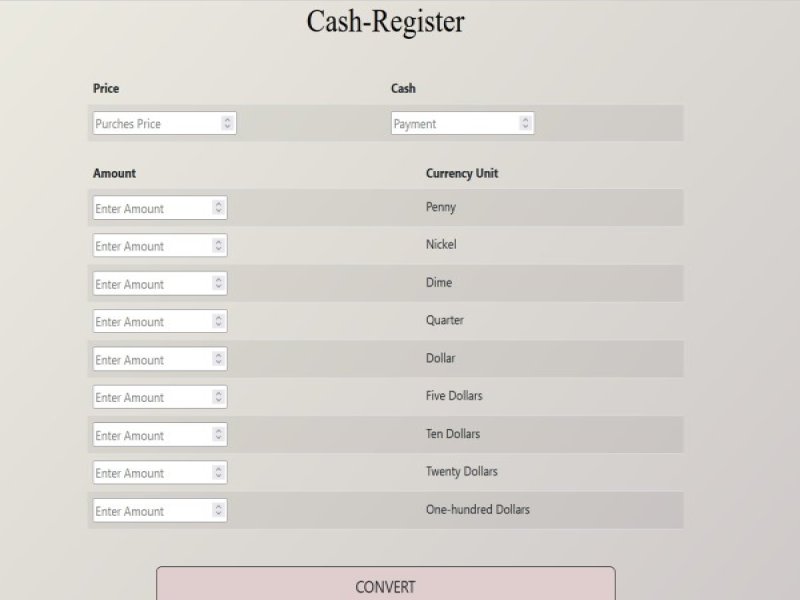 Cash-Register
Price Cash
Purches Price Payment
Amount Currency Unit
Enter Amount Penny
Enter Amount Nickel
Enter Amount Dime
Enter Amount Quarter
Enter Amount Dollar
Enter Amount Five Dollars
Enter Amount Ten Dollars
Enter Amount Twenty Dollars
Enter Amount One-hundred Dollars
CONVERT